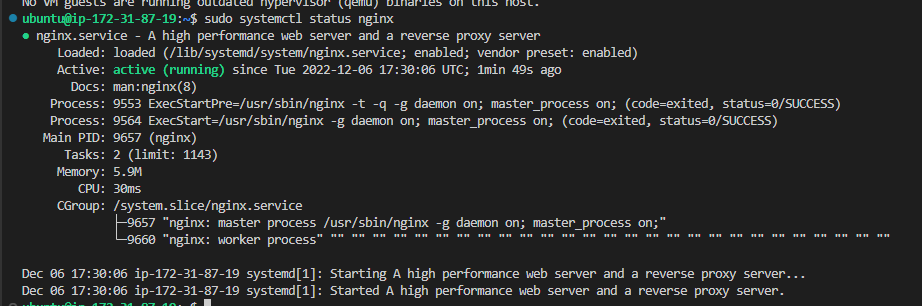 No VM guests are running outdated hypervisor (qemu) binaries on this host.
ubuntu@ip-172-31-87-19:~$ sudo systemctl status nginx
● nginx.service - A high performance web server and a reverse proxy server
Loaded: loaded (/lib/systemd/system/nginx.service; enabled; vendor preset: enabled)
Active: active (running) since Tue 2022-12-06 17:30:06 UTC; 1min 49s ago
Docs: man:nginx(8)
Process: 9553 ExecStartPre=/usr/sbin/nginx -t -q -g daemon on; master_process on; (code=exited, status=0/SUCCESS)
Process: 9564 ExecStart=/usr/sbin/nginx -g daemon on; master_process on; (code=exited, status=0/SUCCESS)
Main PID: 9657 (nginx)
Tasks: 2 (limit: 1143)
Memory: 5.9M
CPU: 30ms
CGroup: /system.slice/nginx.service
├─9657 "nginx: master process /usr/sbin/nginx -g daemon on; master_process on;"
└─9660 "nginx: worker process" "" "" "" "" "" "" "" "" "" "" "" "" "" "" "" "" "" "" "" "" "" "" "" "" "" "" ""
Dec 06 17:30:06 ip-172-31-87-19 systemd[1]: Starting A high performance web server and a reverse proxy server...
Dec 06 17:30:06 ip-172-31-87-19 systemd[1]: Started A high performance web server and a reverse proxy server.
ubuntu@ip-172-31-87-19:~$